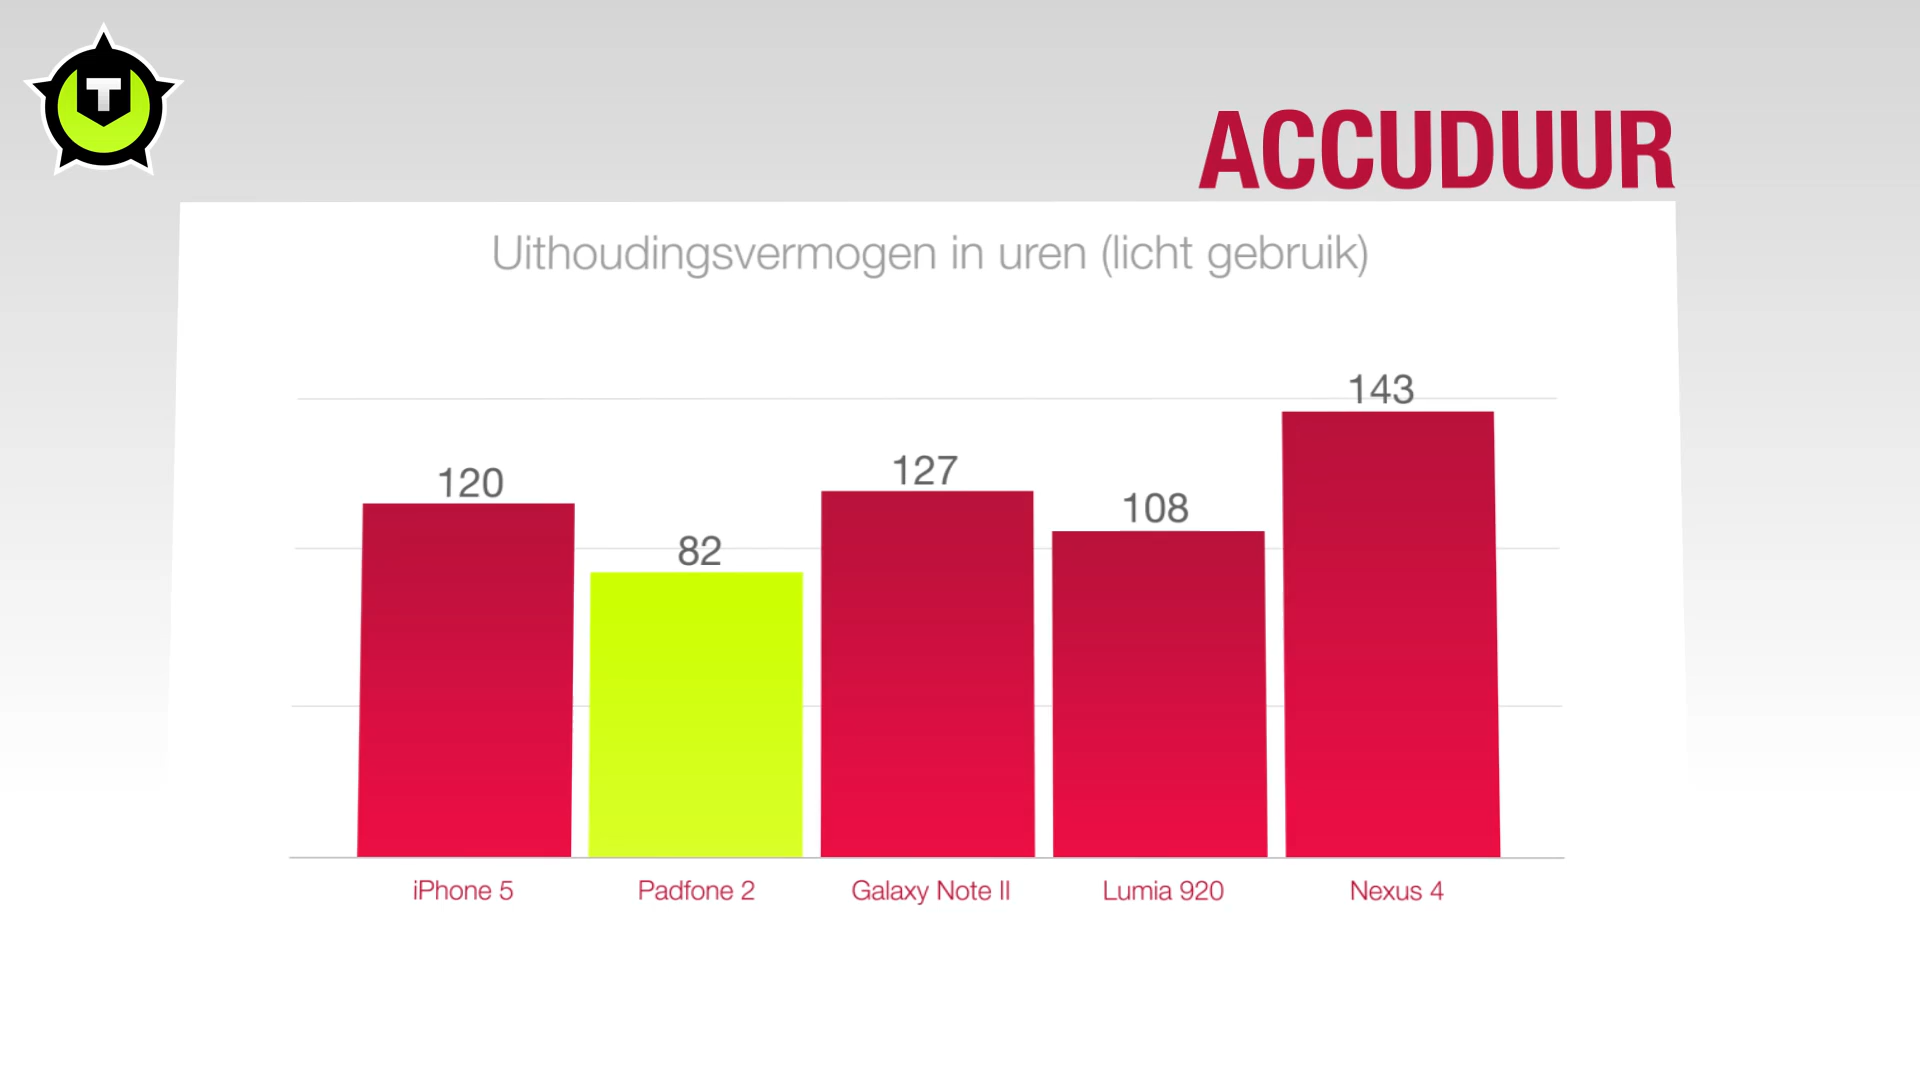 T
ACCUDUUR
Uithoudingsvermogen in uren (licht gebruik)
120
82
127
108
143
iPhone 5
Padfone 2
Galaxy Note II
Lumia 920
Nexus 4